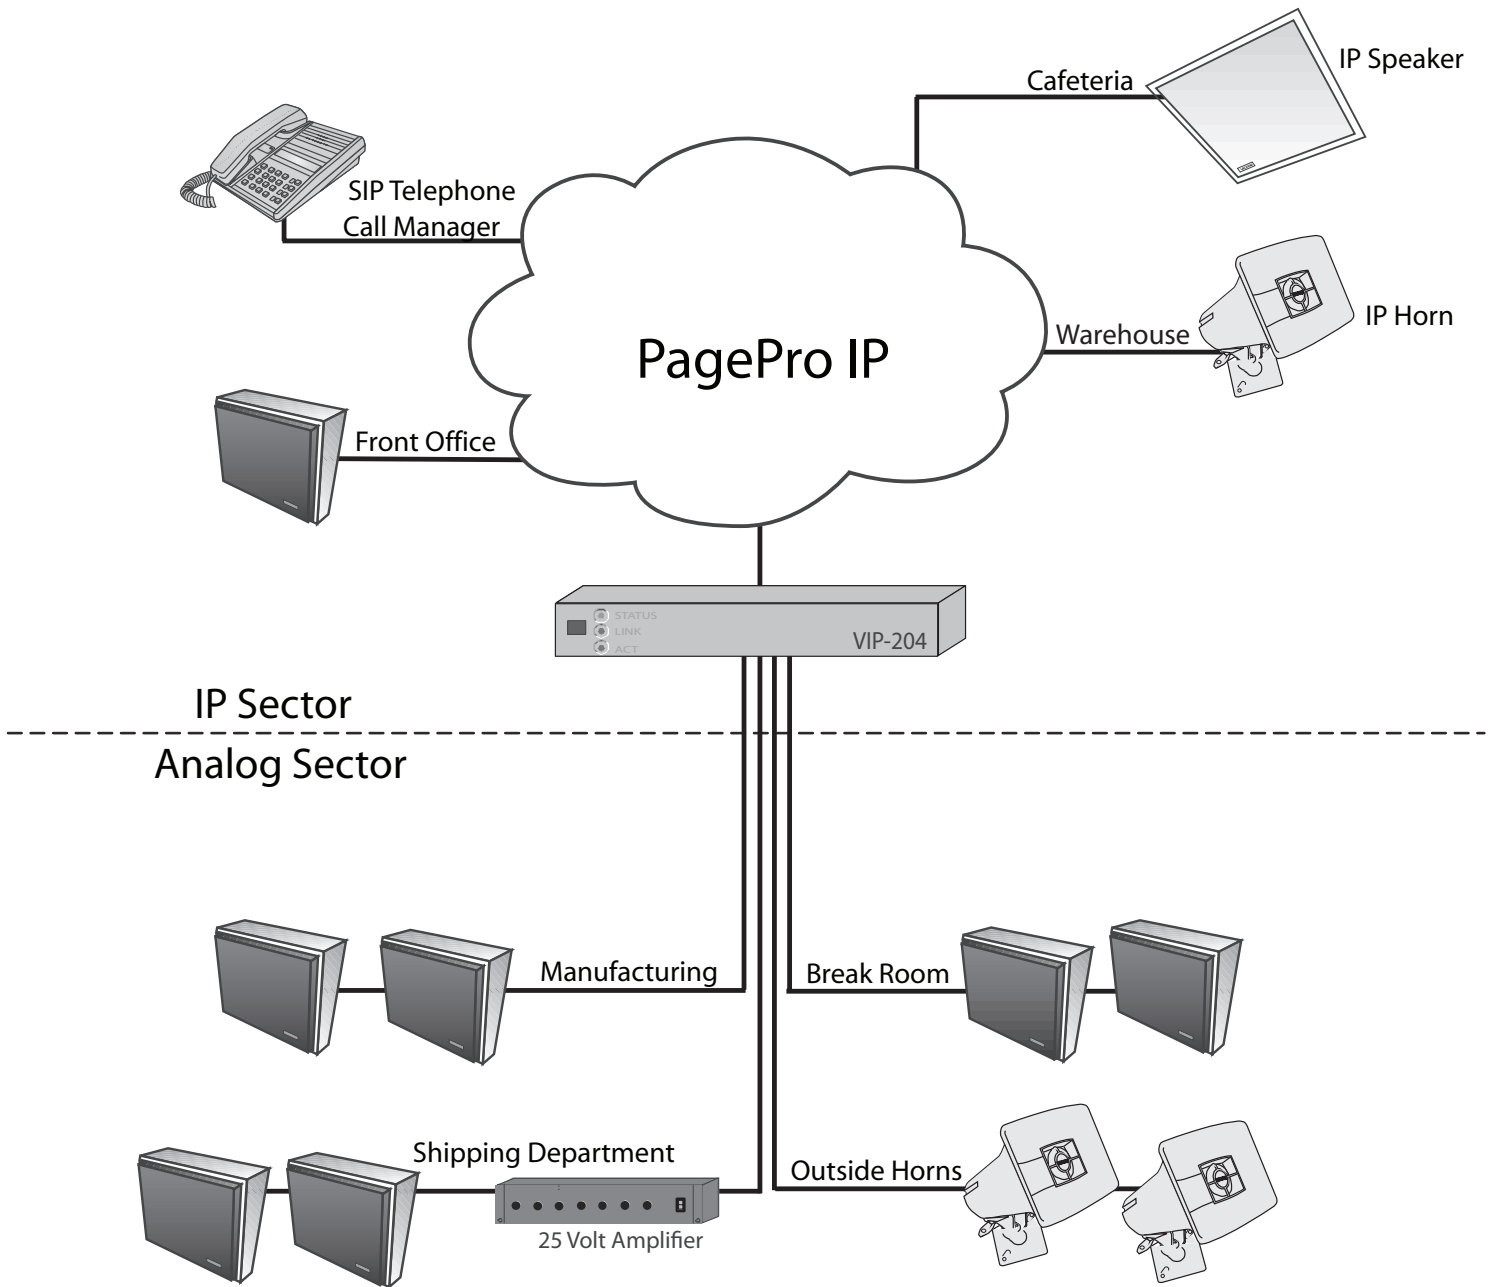 IP Speaker
Cafeteria
SIP Telephone
Call Manager
IP Horn
Warehouse
PagePro IP
Front Office
STATUS
LINK
ACT
VIP-204
IP Sector
Analog Sector
Manufacturing
Break Room
Shipping Department
Outside Horns
25 Volt Amplifier